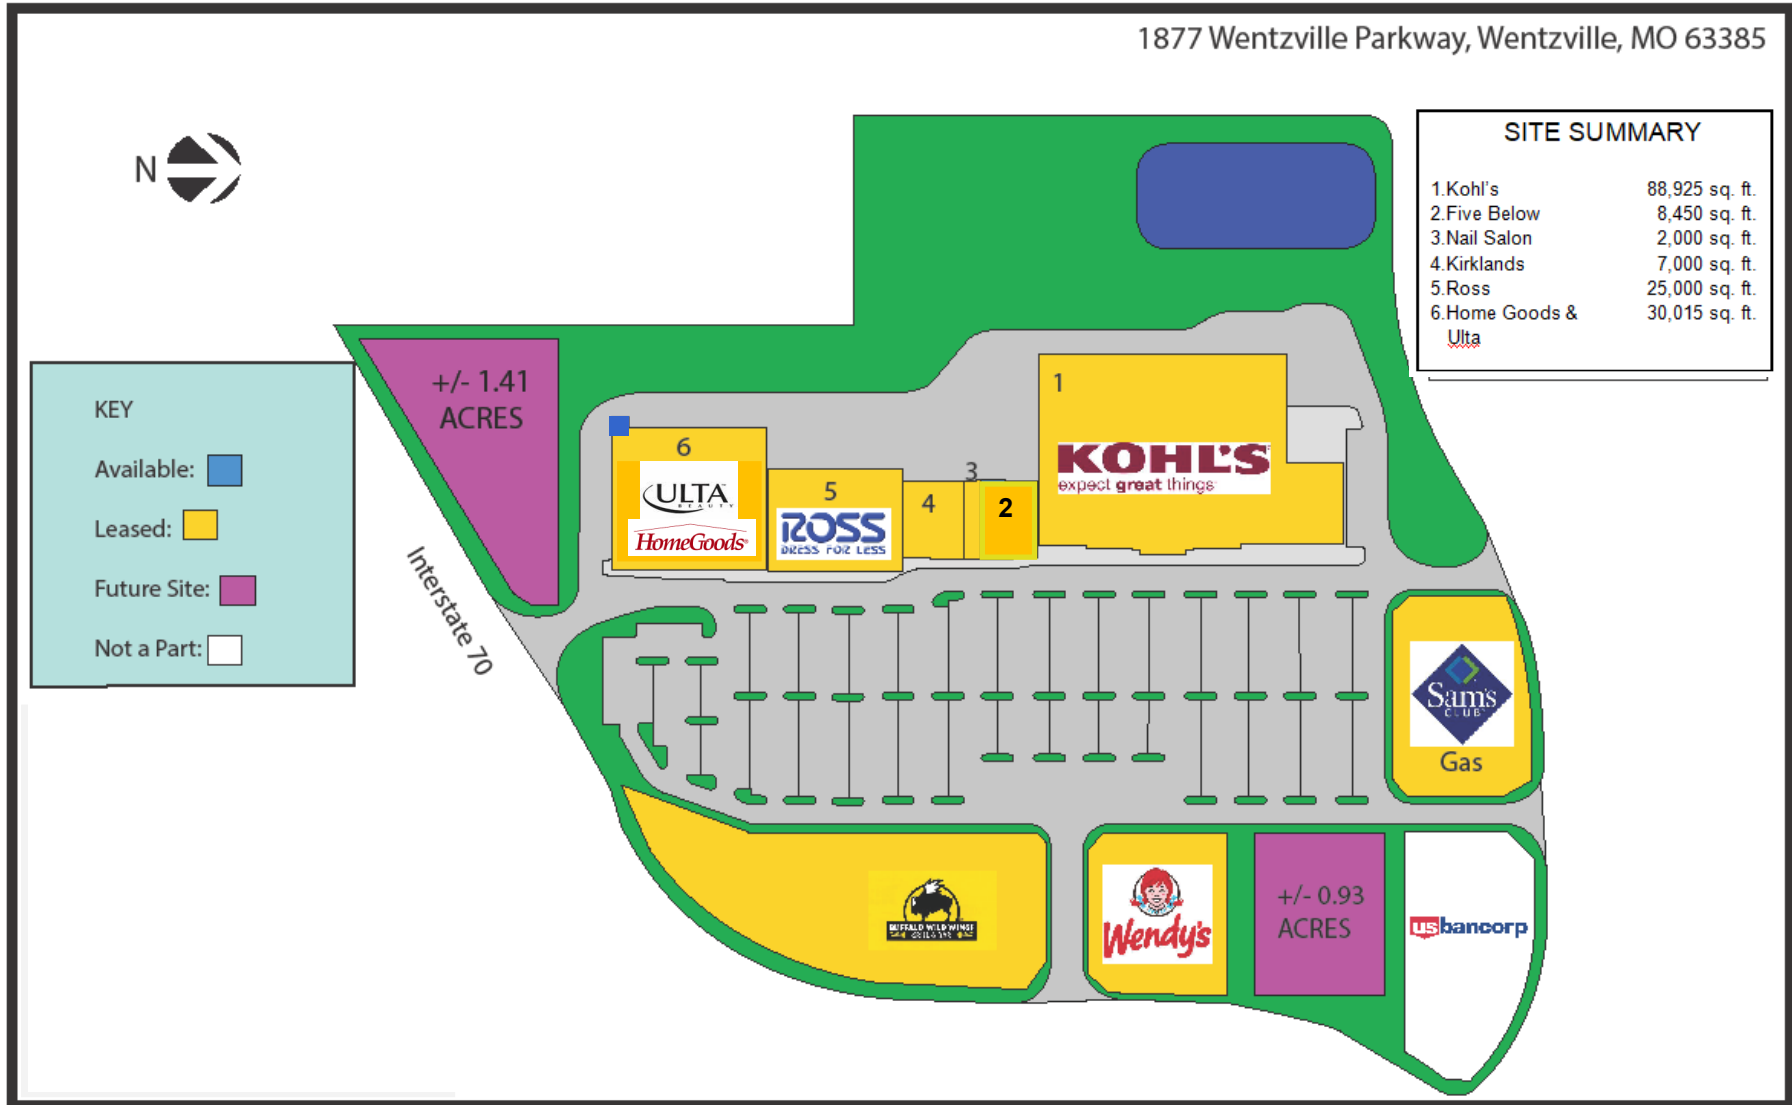 1877 Wentzville Parkway, Wentzville, MO 63385
N
SITE SUMMARY
1.Kohl's 88,925 sq. ft.
2.Five Below 8,450 sq. ft.
3.Nail Salon 2,000 sq. ft.
4.Kirklands 7,000 sq. ft.
5.Ross 25,000 sq. ft.
6.Home Goods & 30,015 sq. ft.
Ulta
KEY
Available:
Leased:
Future Site:
Not a Part:
+/- 1.41
ACRES
Interstate 70
6
ULTA
BEAUTY
HomeGoods
5
ROSS
DRESS FOR LESS
4
3
2
1
KOHL'S
expect great things
Sam's
CLUB
Gas
BUFFALO WILD WINGS
GRILL & BAR
Wendy's
+/- 0.93
ACRES
usbancorp